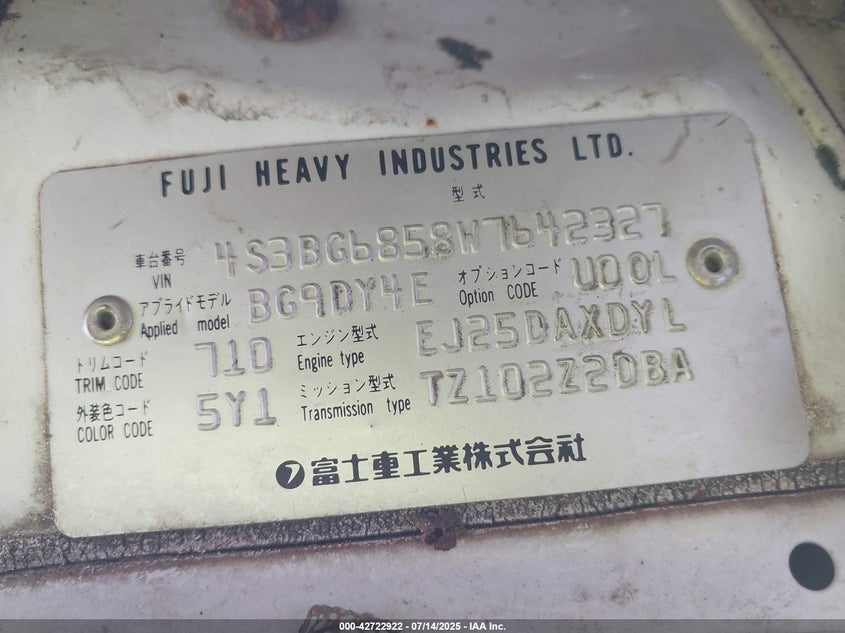 FUJI HEAVY INDUSTRIES LTD.
型式
車台番号 VIN 4S3BG6858W7642327
アプライドモデル Applied model BG9DY4E オプションコード Option CODE UD0L
トリムコード TRIM CODE 710 エンジン型式 Engine type EJ25DAXDYL
外装色コード COLOR CODE 5Y1 ミッション型式 Transmission type TZ102Z2DBA
7 富士重工業株式会社
000-42722922 - 07/14/2025 - IAA Inc.